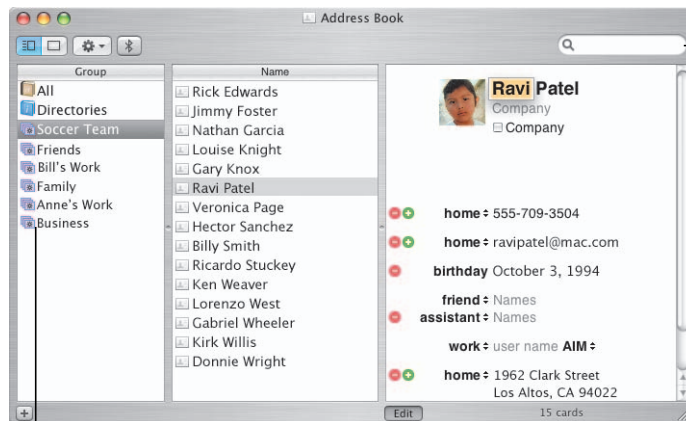 Address Book
Group
All
Directories
Soccer Team
Friends
Bill's Work
Family
Anne's Work
Business
Name
Rick Edwards
Jimmy Foster
Nathan Garcia
Louise Knight
Gary Knox
Ravi Patel
Veronica Page
Hector Sanchez
Billy Smith
Ricardo Stuckey
Ken Weaver
Lorenzo West
Gabriel Wheeler
Kirk Willis
Donnie Wright
Ravi Patel
Company
Company
home 555-709-3504
home ravipatel@mac.com
birthday October 3, 1994
friend Names
assistant Names
work user name AIM
home 1962 Clark Street
Los Altos, CA 94022
Edit
15 cards